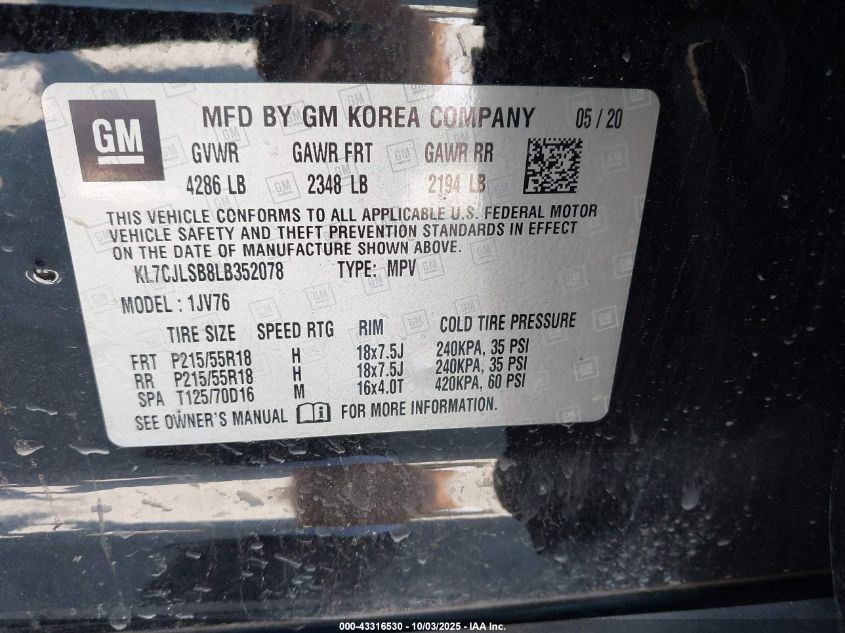 GM
MFD BY GM KOREA COMPANY 05 / 20
GVWR GAWR FRT GAWR RR
4286 LB 2348 LB 2194 LB
THIS VEHICLE CONFORMS TO ALL APPLICABLE U.S. FEDERAL MOTOR
VEHICLE SAFETY AND THEFT PREVENTION STANDARDS IN EFFECT
ON THE DATE OF MANUFACTURE SHOWN ABOVE.
KL7CJLSB8LB352078 TYPE: MPV
MODEL : 1JV76
TIRE SIZE SPEED RTG RIM COLD TIRE PRESSURE
FRT P215/55R18 H 18x7.5J 240KPA, 35 PSI
RR P215/55R18 H 18x7.5J 240KPA, 35 PSI
SPA T125/70D16 M 16x4.0T 420KPA, 60 PSI
SEE OWNER'S MANUAL FOR MORE INFORMATION.
000-43316530 - 10/03/2025 - IAA Inc.